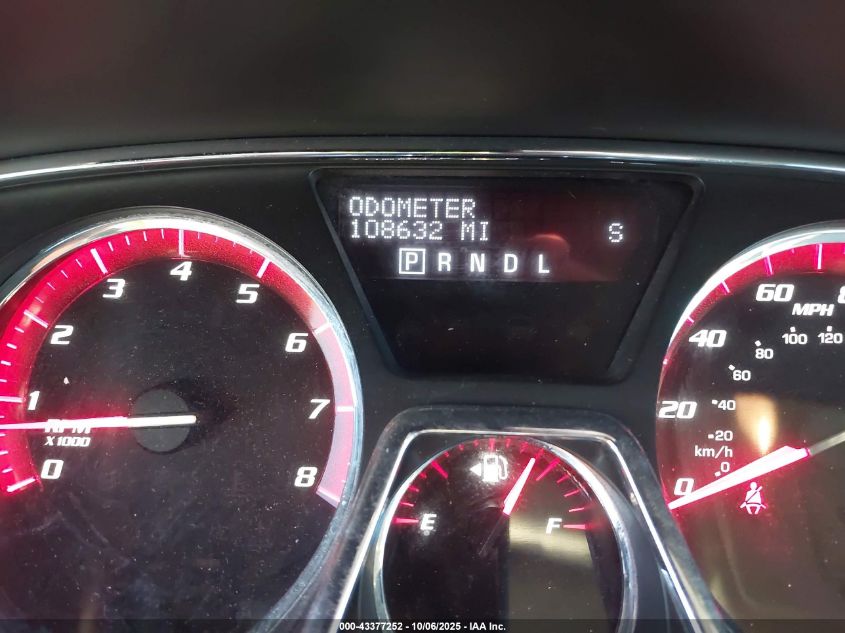 ODOMETER
108632 MI S
P R N D L
0 1 2 3 4 5 6 7 8
RPM
X1000
E F
0 20 40 60
MPH
0 20 40 60 80 100 120
km/h
000-43377252 - 10/06/2025 - IAA Inc.